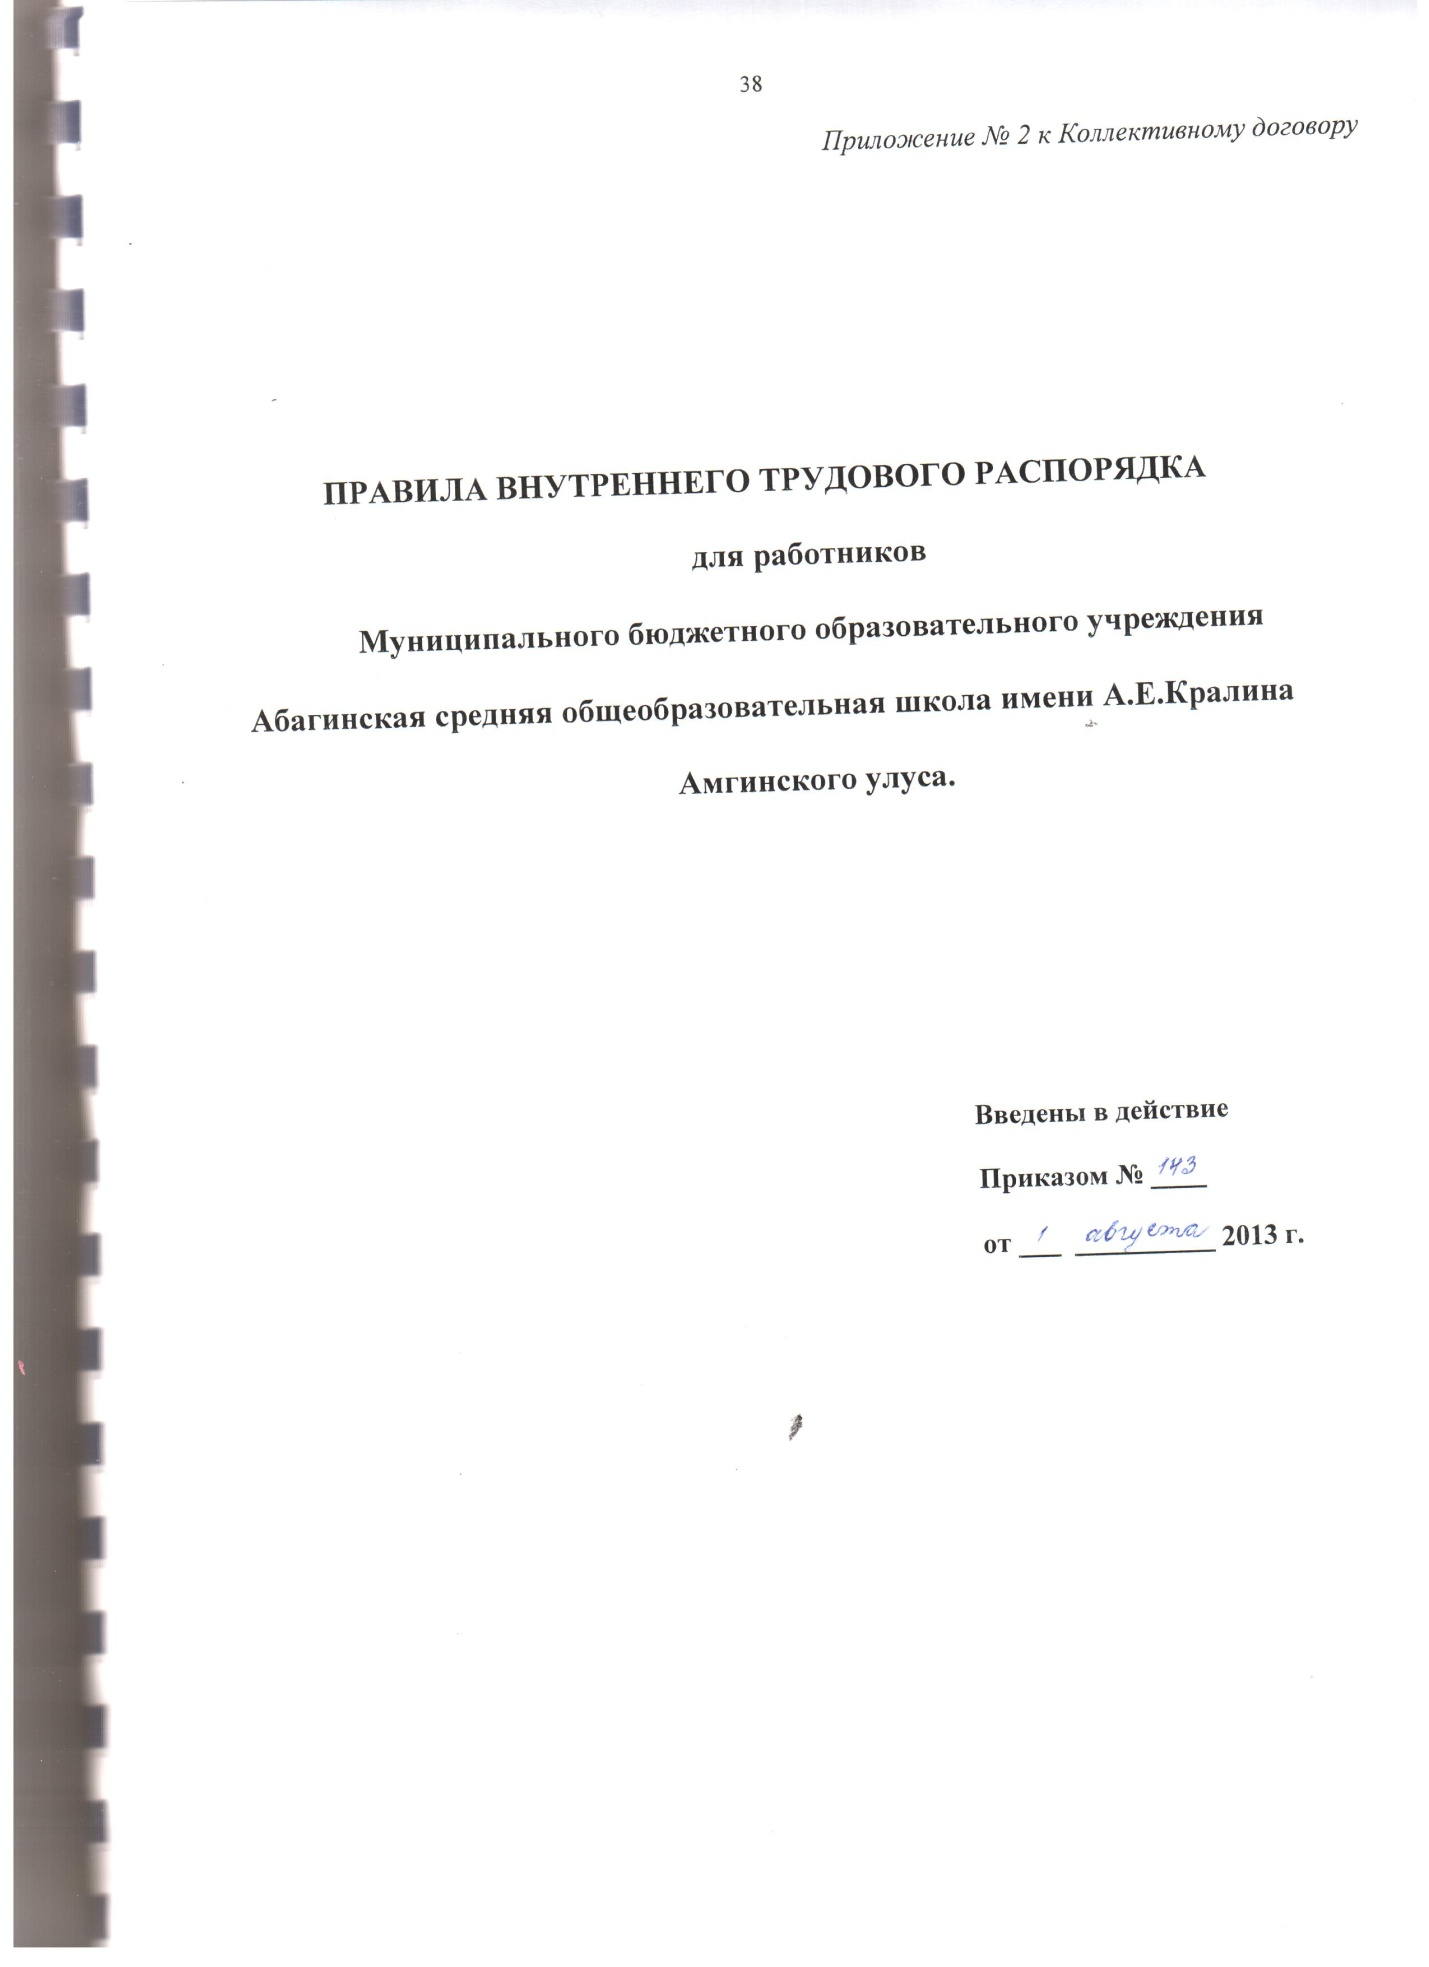 38
Приложение № 2 к Коллективному договору
ПРАВИЛА ВНУТРЕННЕГО ТРУДОВОГО РАСПОРЯДКА
для работников
Муниципального бюджетного образовательного учреждения
Абагинская средняя общеобразовательная школа имени А.Е.Кралина
Амгинского улуса.
Введены в действие
Приказом № 143
от 1 августа 2013 г.